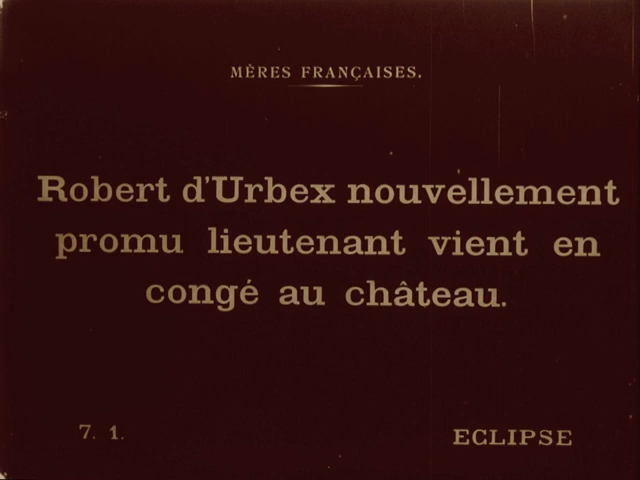 MÈRES FRANÇAISES.
Robert d'Urbex nouvellement
promu lieutenant vient en
congé au château.
7. 1.
ECLIPSE